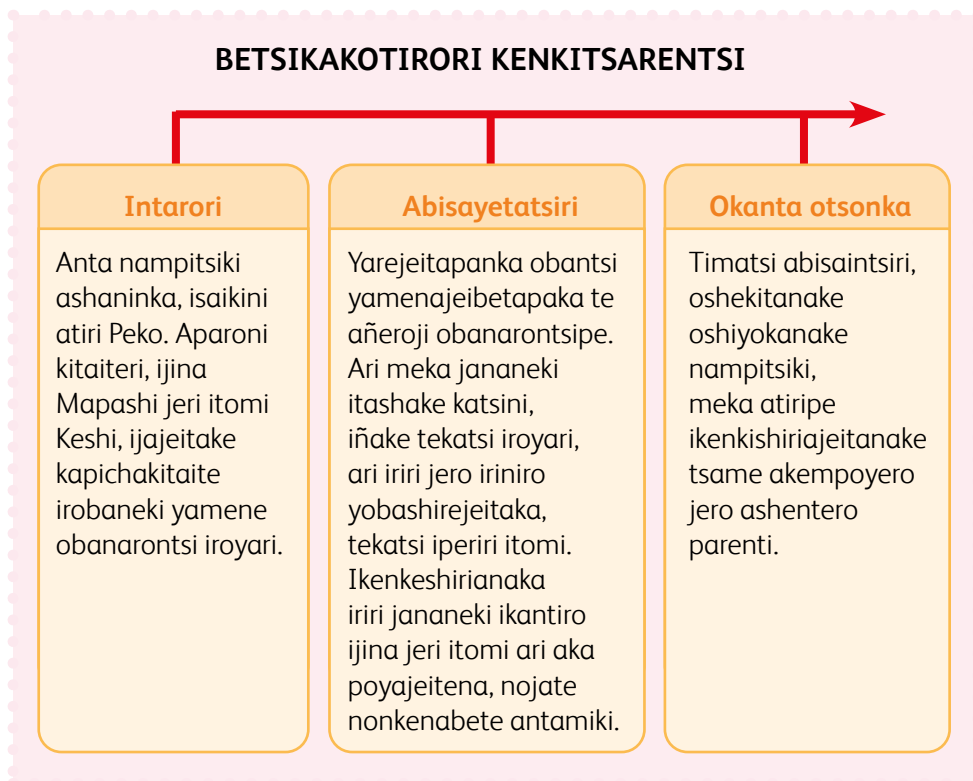 BETSIKAKOTIRORI KENKITSARENTSI
Intarori
Anta nampitsiki
ashaninka, isaikini
atiri Peko. Aparoni
kitaiteri, ijina
Mapashi jeri itomi
Keshi, ijajeitake
kapichakitaite
irobaneki yamene
obanarontsi iroyari.
Abisayetatsiri
Yarejeitapanka obantsi
yamenajeibetapaka te
añeroji obanarontsipe.
Ari meka jananeki
itashake katsini,
iñake tekatsi iroyari,
ari iriri jero iriniro
yobashirejeitaka,
tekatsi iperiri itomi.
Ikenkeshirianaka
iriri jananeki ikantiro
ijina jeri itomi ari aka
poyajeitena, nojate
nonkenabete antamiki.
Okanta otsonka
Timatsi abisaintsiri,
oshekitanake
oshiyokanake
nampitsiki,
meka atiripe
ikenkishiriajeitanake
tsame akempoyero
jero ashentero
parenti.